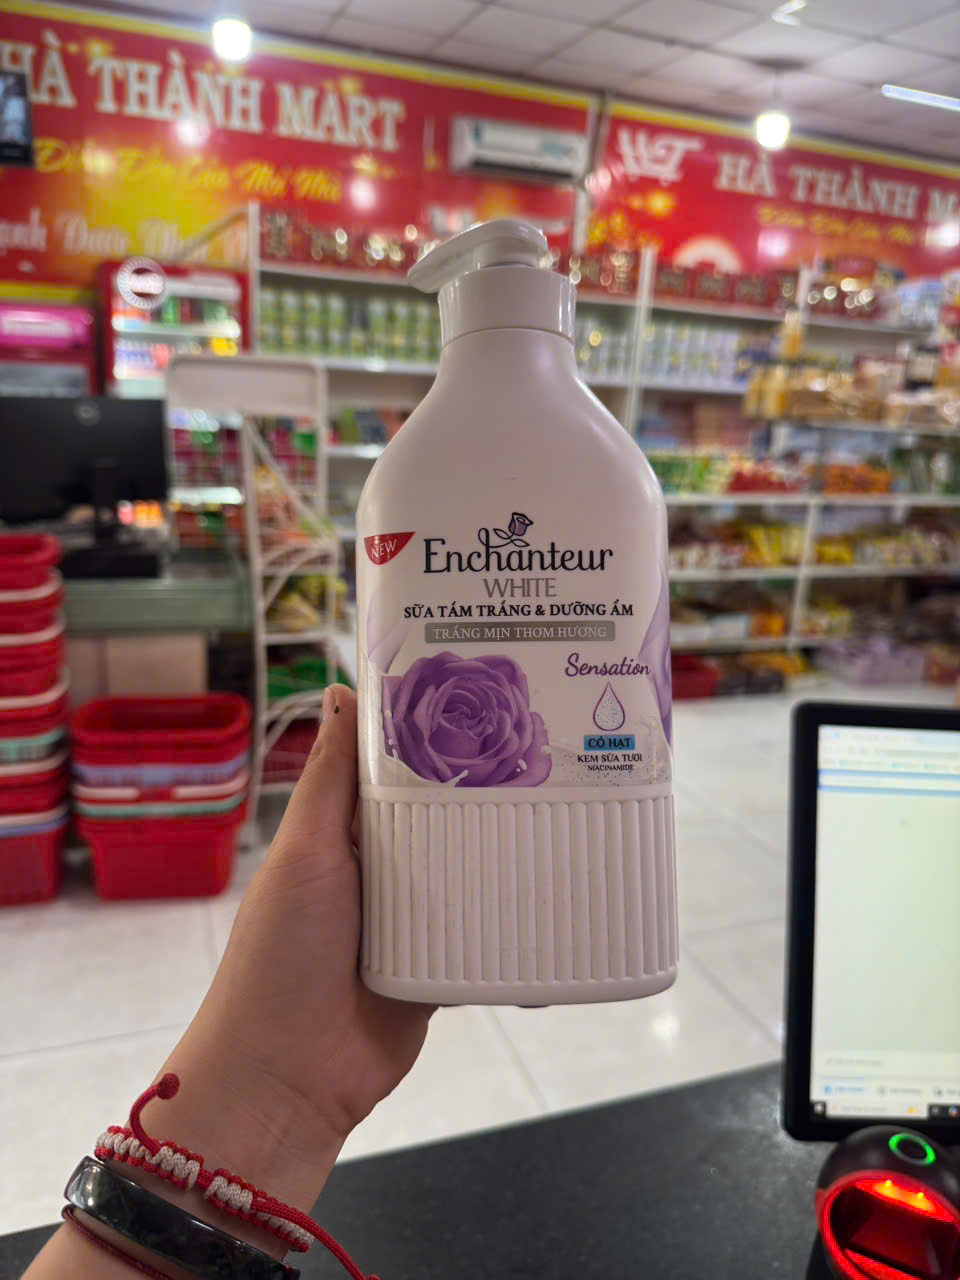 HÀ THÀNH MART
HT HÀ THÀNH M
NEW
Enchanteur
WHITE
SỮA TẮM TRẮNG & DƯỠNG ẨM
TRẮNG MỊN THƠM HƯƠNG
Sensation
CÓ HẠT
KEM SỮA TƯƠI
NIACINAMIDE